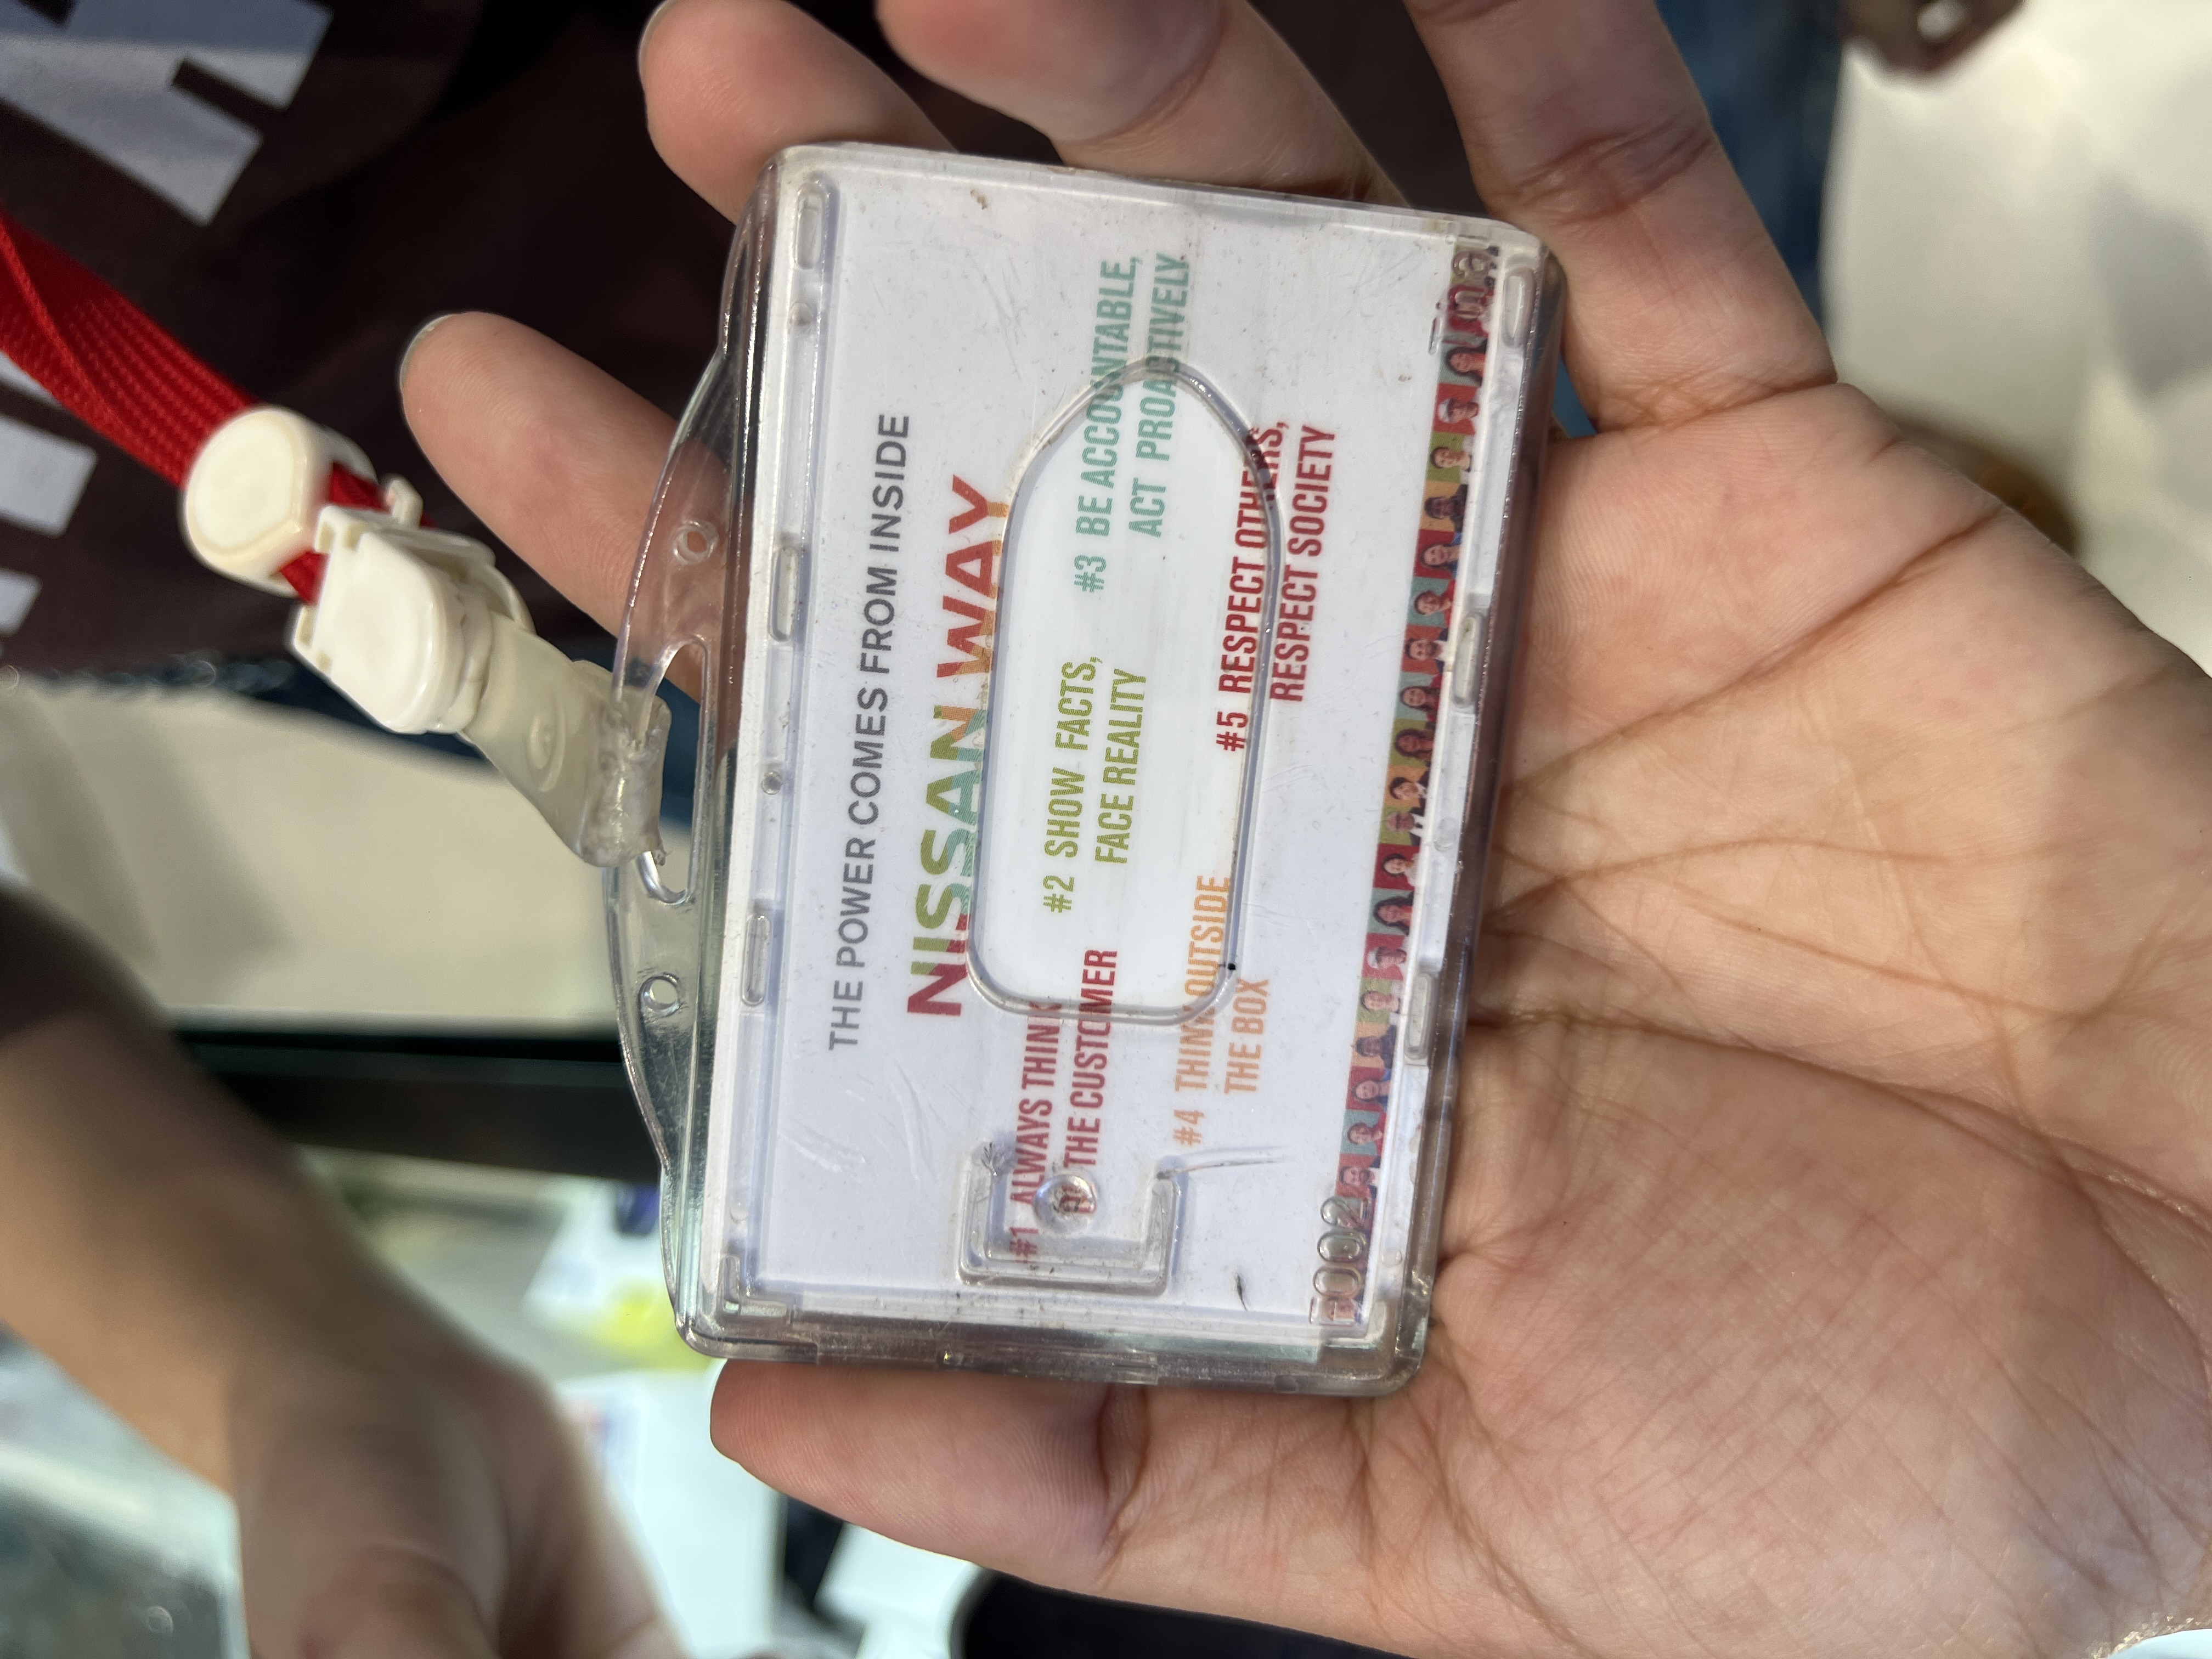 THE POWER COMES FROM INSIDE
NISSAN WAY
#1 ALWAYS THINK
THE CUSTOMER
#2 SHOW FACTS,
FACE REALITY
#3 BE ACCOUNTABLE,
ACT PROACTIVELY
#4 THINK OUTSIDE
THE BOX
#5 RESPECT OTHERS,
RESPECT SOCIETY